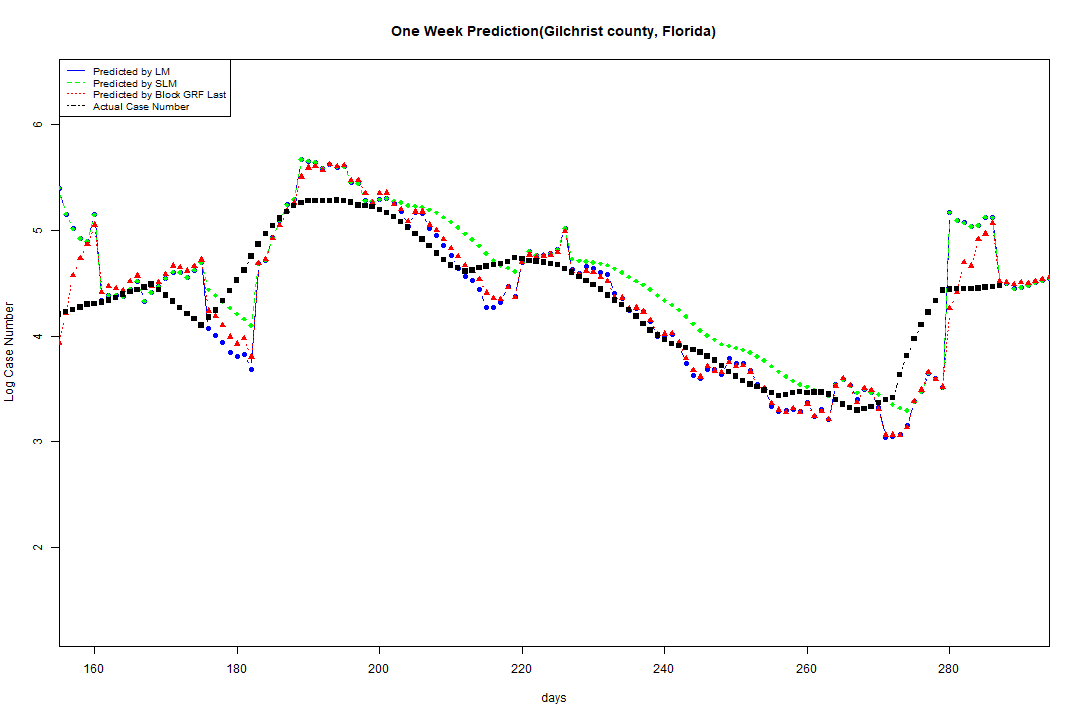 One Week Prediction(Gilchrist county, Florida)
Predicted by LM
Predicted by SLM
Predicted by Block GRF Last
Actual Case Number
6
5
4
3
2
Log Case Number
160 180 200 220 240 260 280
days